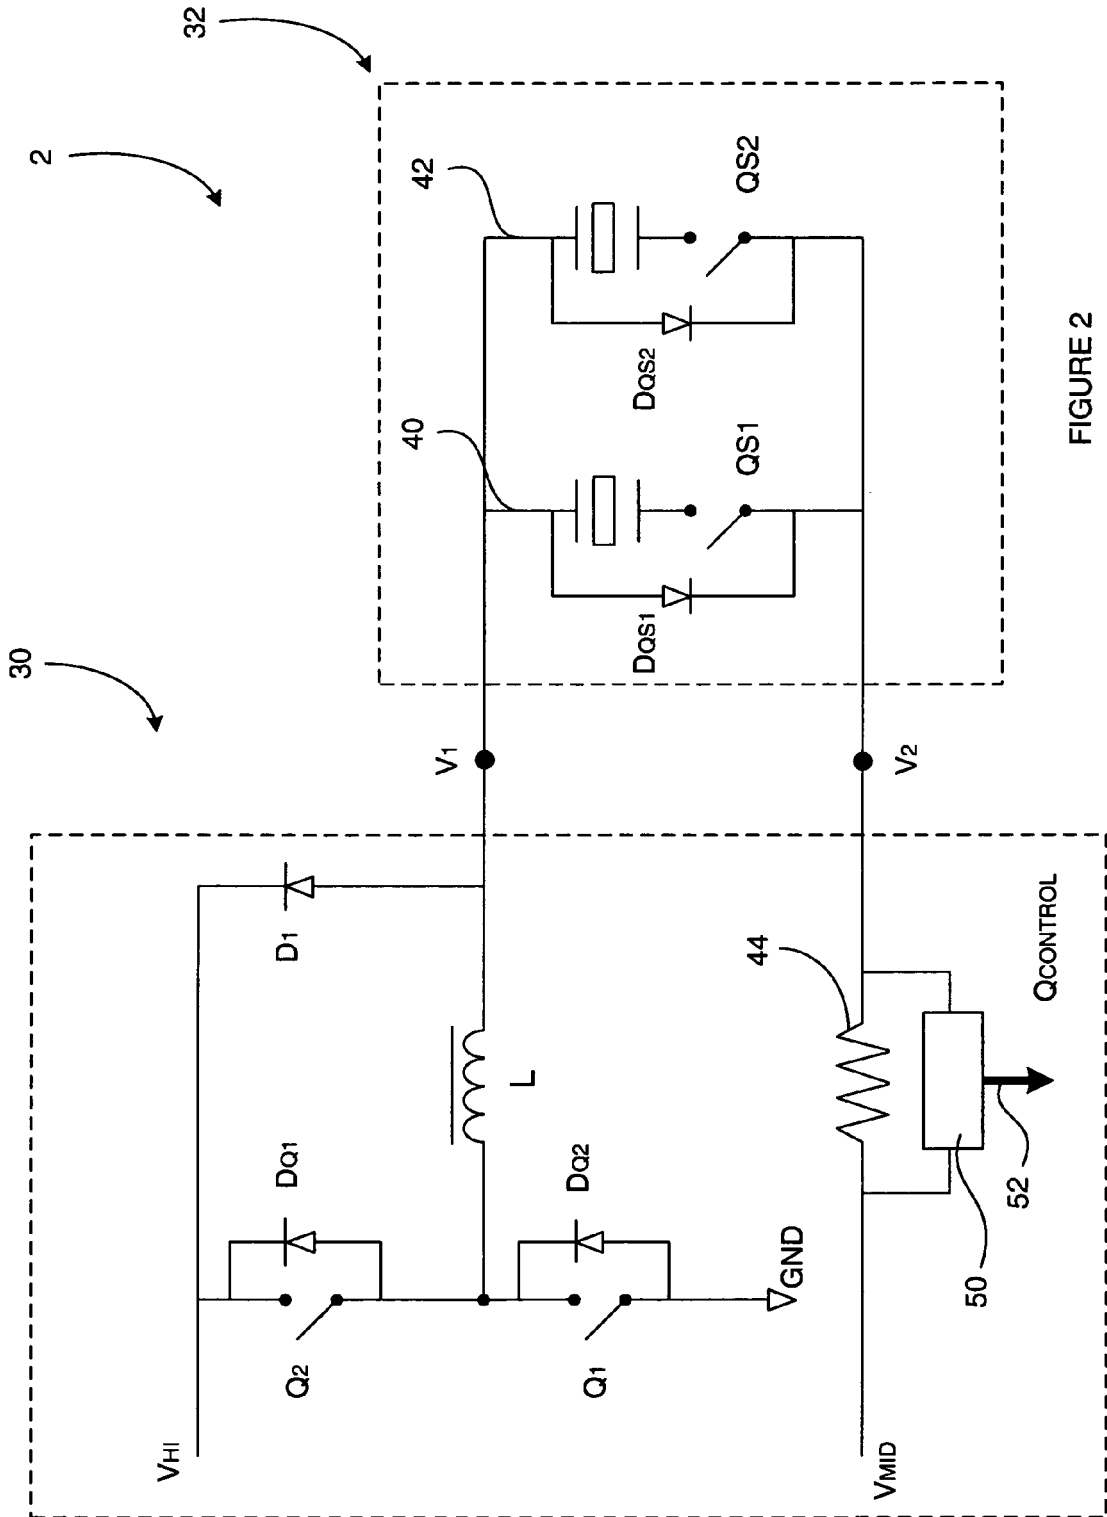 2
32
30
V1
V2
40
42
DQS1
DQS2
QS1
QS2
VHI
Q2
DQ1
D1
L
Q1
DQ2
VGND
VMID
44
50
52
QCONTROL
FIGURE 2